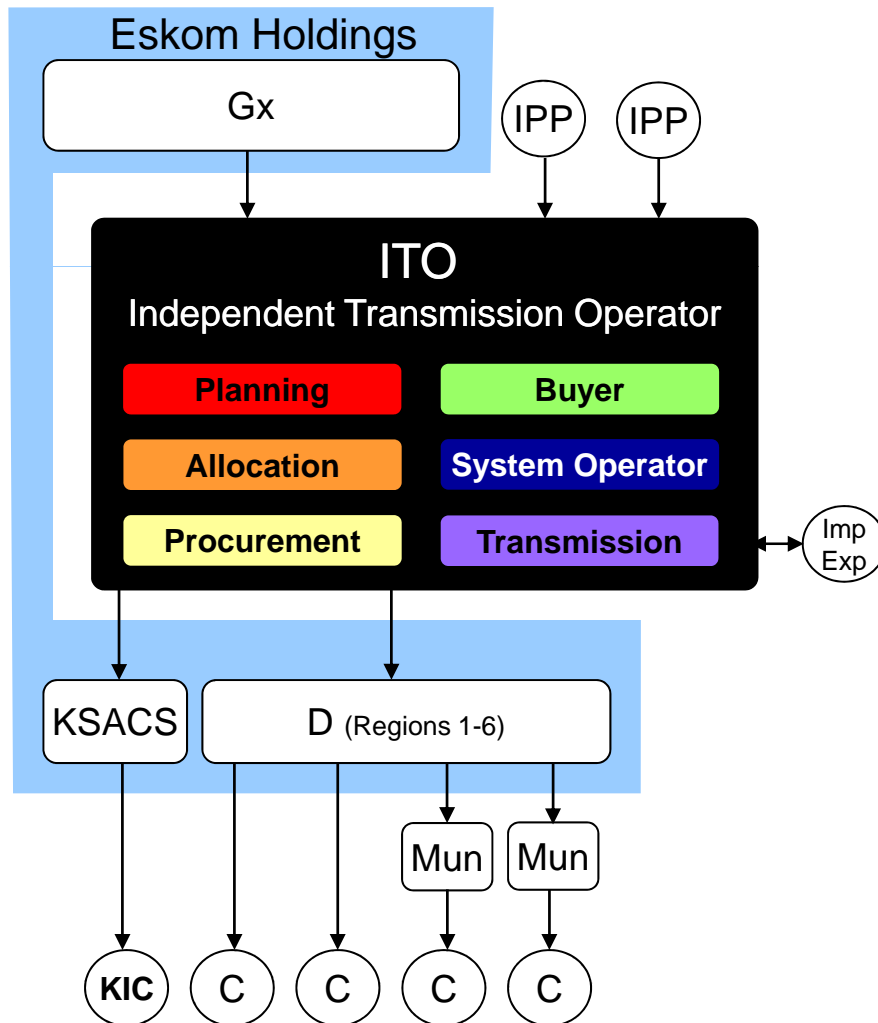 Eskom Holdings
Gx
IPP
IPP
ITO
Independent Transmission Operator
Planning
Buyer
Allocation
System Operator
Procurement
Transmission
Imp
Exp
KSACS
D (Regions 1-6)
Mun
Mun
KIC
C
C
C
C